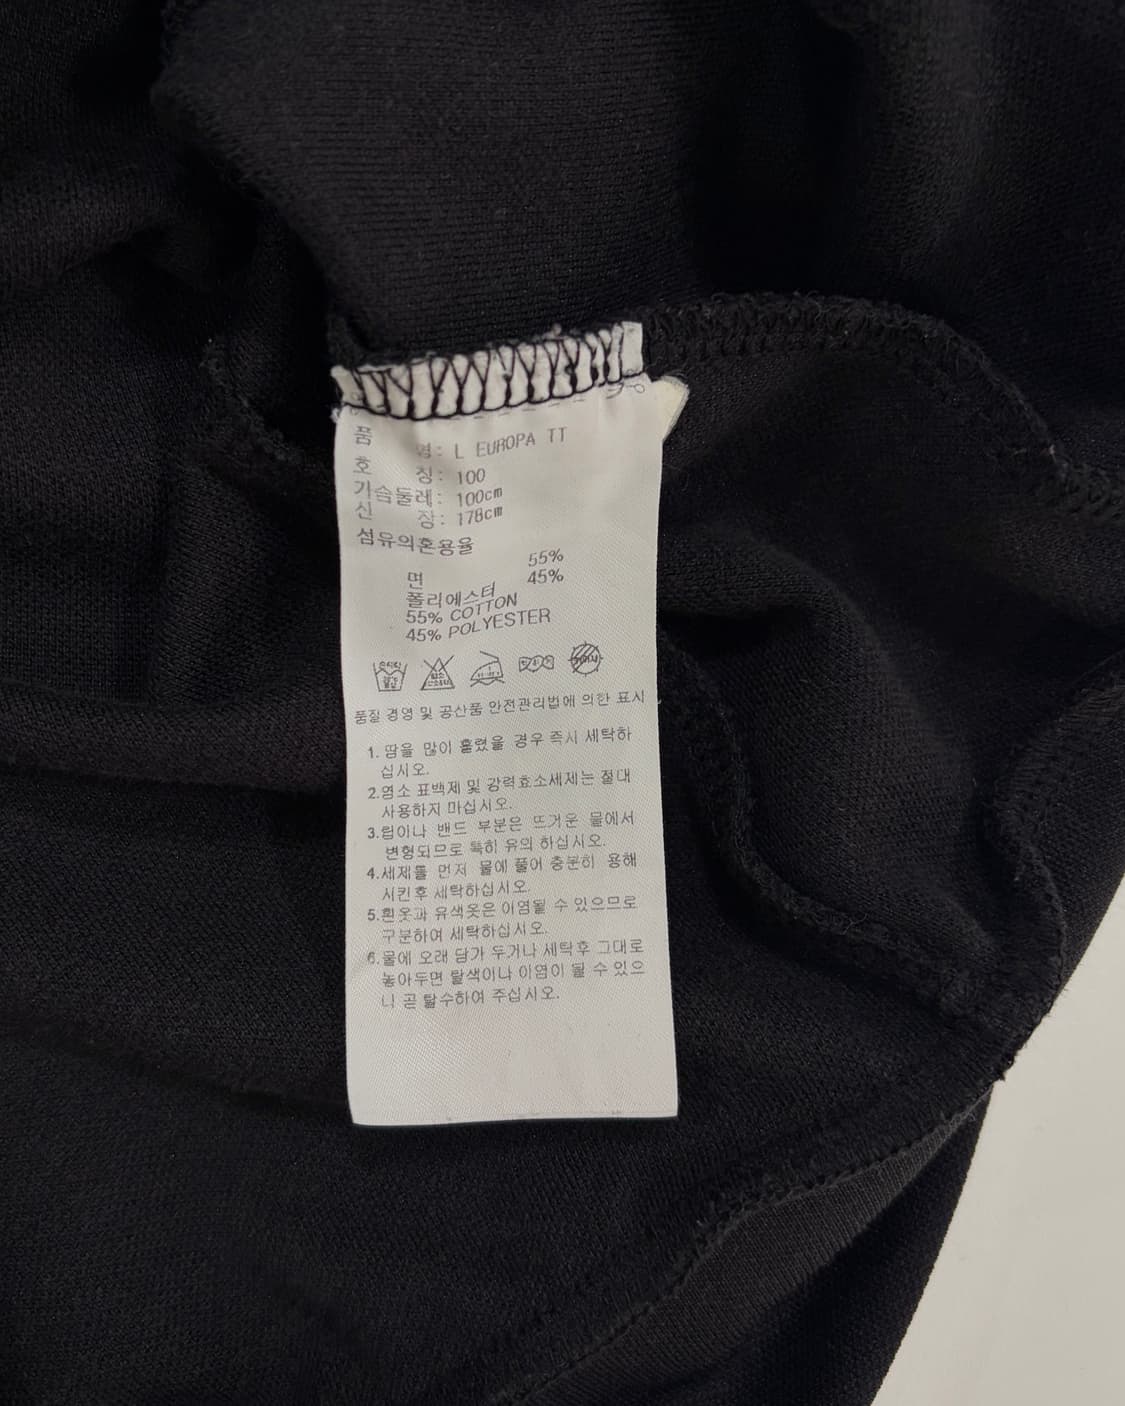 품 명: L EUROPA TT
호 칭: 100
가슴둘레: 100cm
신 장: 178cm
섬유의혼용율
55%
면 45%
폴리에스터
55% COTTON
45% POLYESTER
품질 경영 및 공산품 안전관리법에 의한 표시
1. 땀을 많이 흘렸을 경우 즉시 세탁하
십시오.
2.염소 표백제 및 강력효소세제는 절대
사용하지 마십시오.
3.립이나 밴드 부분은 뜨거운 물에서
변형되므로 특히 유의 하십시오.
4.세제를 먼저 물에 풀어 충분히 용해
시킨후 세탁하십시오.
5.흰옷과 유색옷은 이염될 수 있으므로
구분하여 세탁하십시오.
6.물에 오래 담가 두거나 세탁후 그대로
놓아두면 탈색이나 이염이 될 수 있으
니 곧 탈수하여 주십시오.